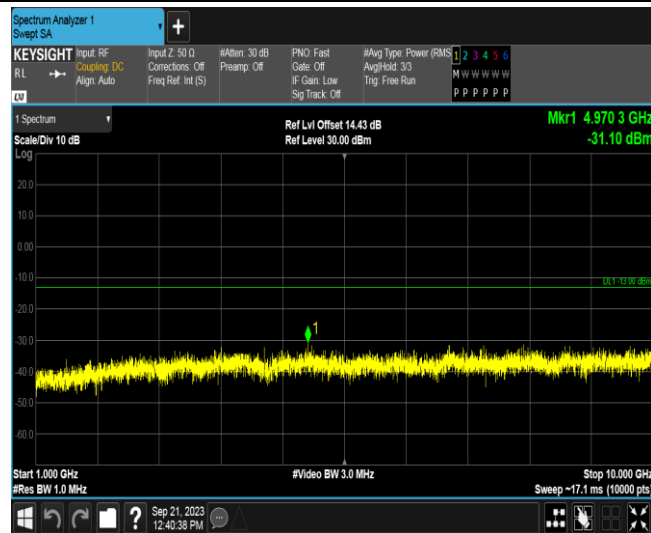 Spectrum Analyzer 1
Swept SA
+
KEYSIGHT
RL
LXI
Input: RF
Coupling: DC
Align: Auto
Input Z: 50 Ω
Corrections: Off
Freq Ref: Int (S)
#Atten: 30 dB
Preamp: Off
PNO: Fast
Gate: Off
IF Gain: Low
Sig Track: Off
#Avg Type: Power (RMS
Avg|Hold: 3/3
Trig: Free Run
1 2 3 4 5 6
M W W W W W
P P P P P P
1 Spectrum
Scale/Div 10 dB
Log
Ref Lvl Offset 14.43 dB
Ref Level 30.00 dBm
Mkr1 4.970 3 GHz
-31.10 dBm
20.0
10.0
0.00
-10.0
DL1 -13.00 dBm
-20.0
-30.0
1
-40.0
-50.0
-60.0
Start 1.000 GHz
#Res BW 1.0 MHz
#Video BW 3.0 MHz
Stop 10.000 GHz
Sweep ~17.1 ms (10000 pts)
?
Sep 21, 2023
12:40:38 PM